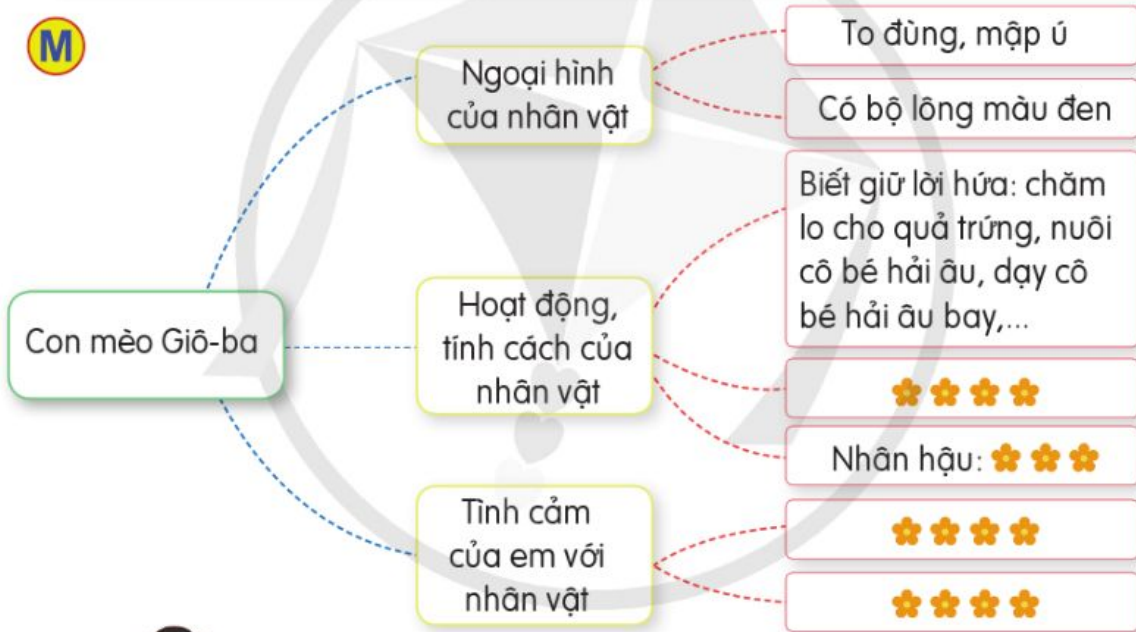 M
To đùng, mập ú
Ngoại hình
của nhân vật
Có bộ lông màu đen
Biết giữ lời hứa: chăm
lo cho quả trứng, nuôi
cô bé hải âu, dạy cô
bé hải âu bay,...
Con mèo Giô-ba
Hoạt động,
tính cách của
nhân vật
Nhân hậu:
Tình cảm
của em với
nhân vật